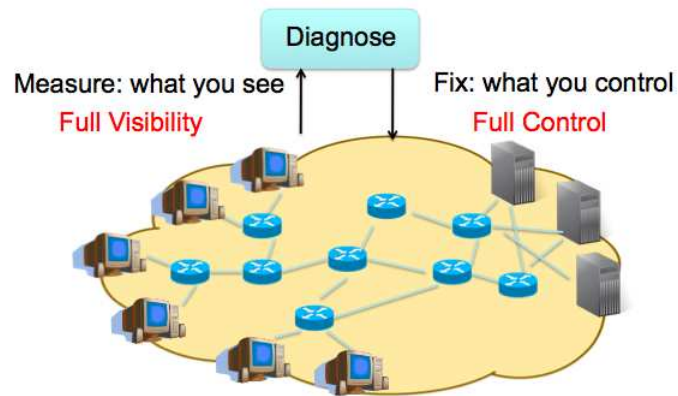 Diagnose
Measure: what you see
Full Visibility
Fix: what you control
Full Control